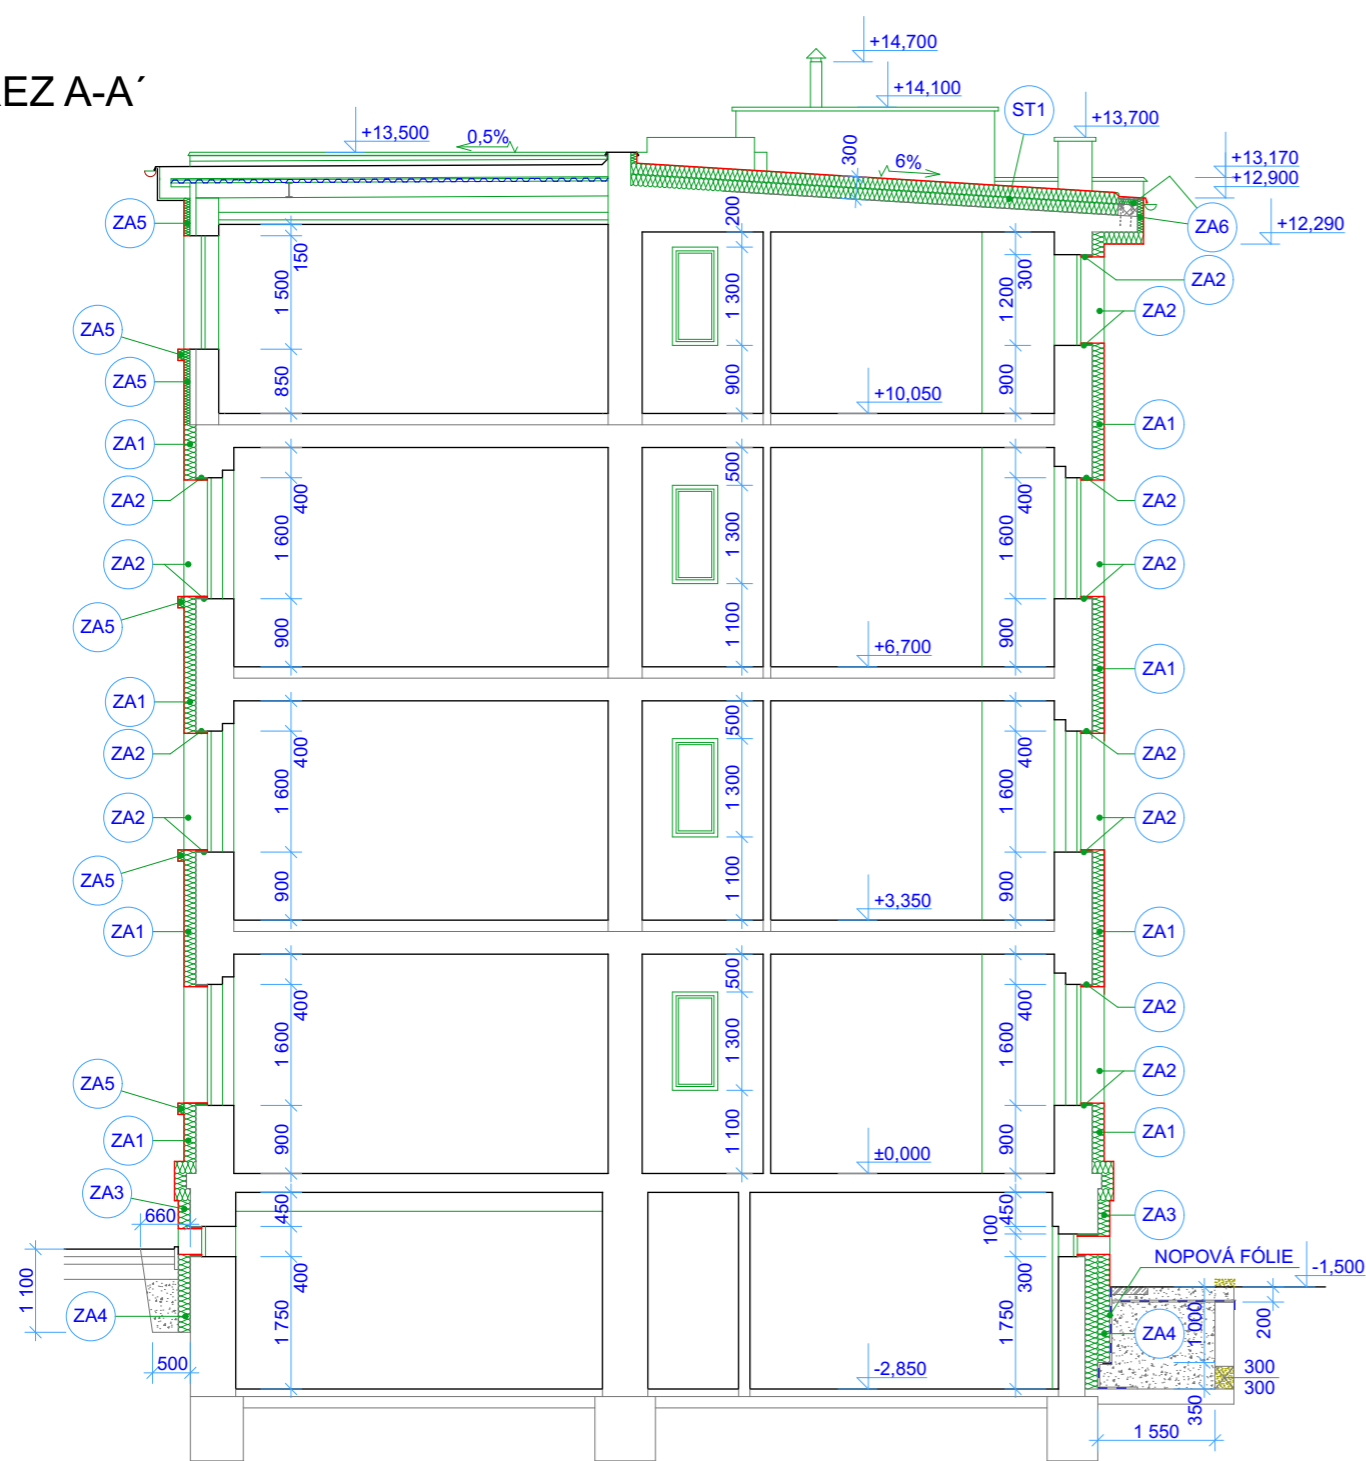 EZ A-A´
+14,700
+14,100
ST1
+13,700
+13,500
0,5%
300
6%
+13,170
+12,900
ZA5
200
ZA6
+12,290
150
1 500
1 300
1 200
300
ZA2
ZA5
ZA2
ZA5
850
900
+10,050
900
ZA1
ZA1
500
ZA2
400
400
ZA2
1 600
1 300
1 600
ZA2
ZA2
ZA5
900
1 100
+6,700
900
ZA1
ZA1
500
ZA2
400
400
ZA2
1 600
1 300
1 600
ZA2
ZA2
ZA5
900
1 100
+3,350
900
ZA1
ZA1
500
400
400
ZA2
1 600
1 300
1 600
ZA5
ZA2
ZA1
900
1 100
±0,000
900
ZA1
ZA3
660
450
450
100
ZA3
NOPOVÁ FÓLIE
-1,500
1 100
400
300
ZA4
1 750
1 750
ZA4
1 000
200
500
-2,850
300
300
350
1 550